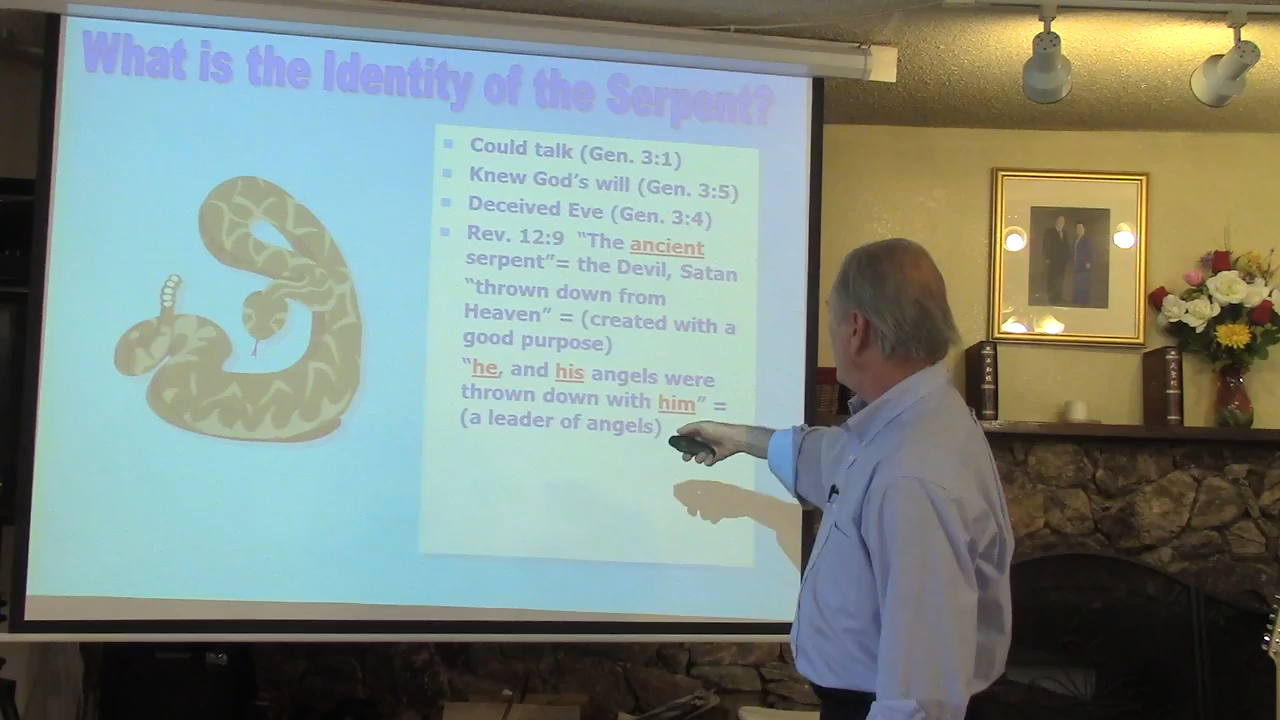 What is the Identity of the Serpent?
Could talk (Gen. 3:1)
Knew God's will (Gen. 3:5)
Deceived Eve (Gen. 3:4)
Rev. 12:9 “The ancient
serpent”= the Devil, Satan
“thrown down from
Heaven” = (created with a
good purpose)
“he, and his angels were
thrown down with him” =
(a leader of angels)